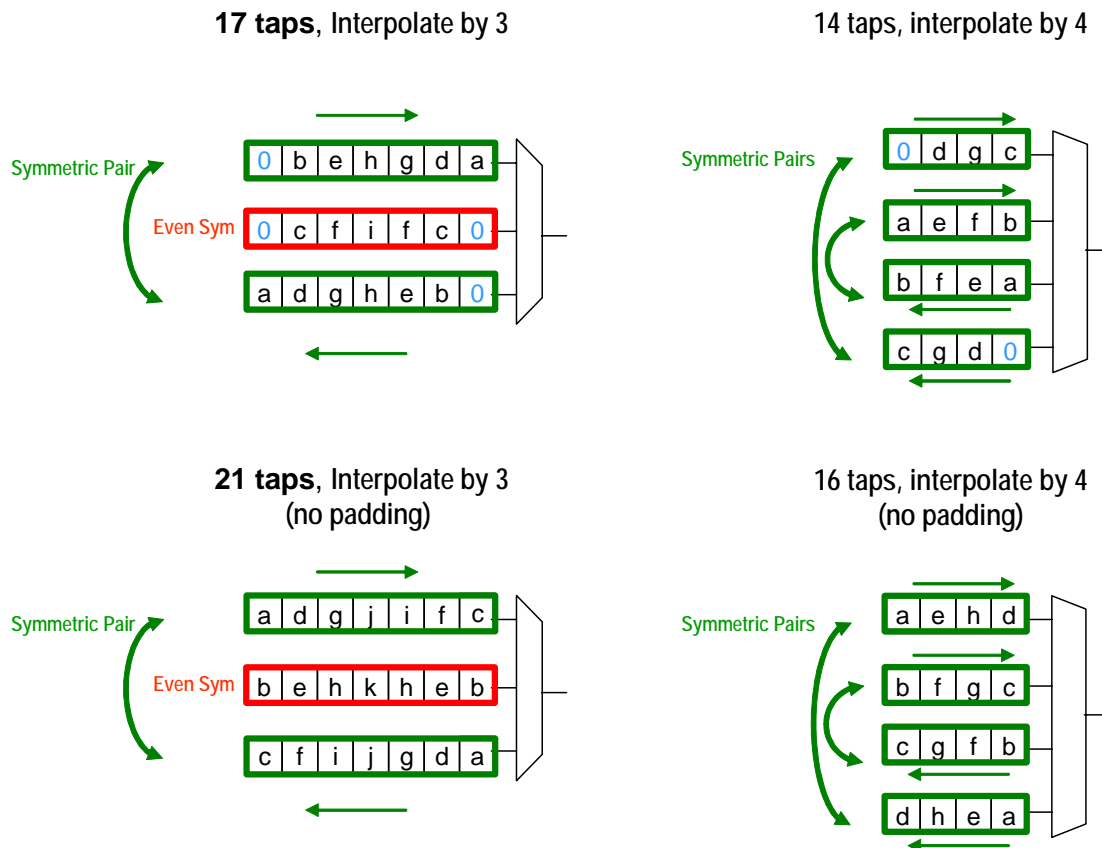 17 taps, Interpolate by 3
Symmetric Pair
0 b e h g d a
Even Sym
0 c f i f c 0
a d g h e b 0
14 taps, interpolate by 4
Symmetric Pairs
0 d g c
a e f b
b f e a
c g d 0
21 taps, Interpolate by 3
(no padding)
Symmetric Pair
a d g j i f c
Even Sym
b e h k h e b
c f i j g d a
16 taps, interpolate by 4
(no padding)
Symmetric Pairs
a e h d
b f g c
c g f b
d h e a